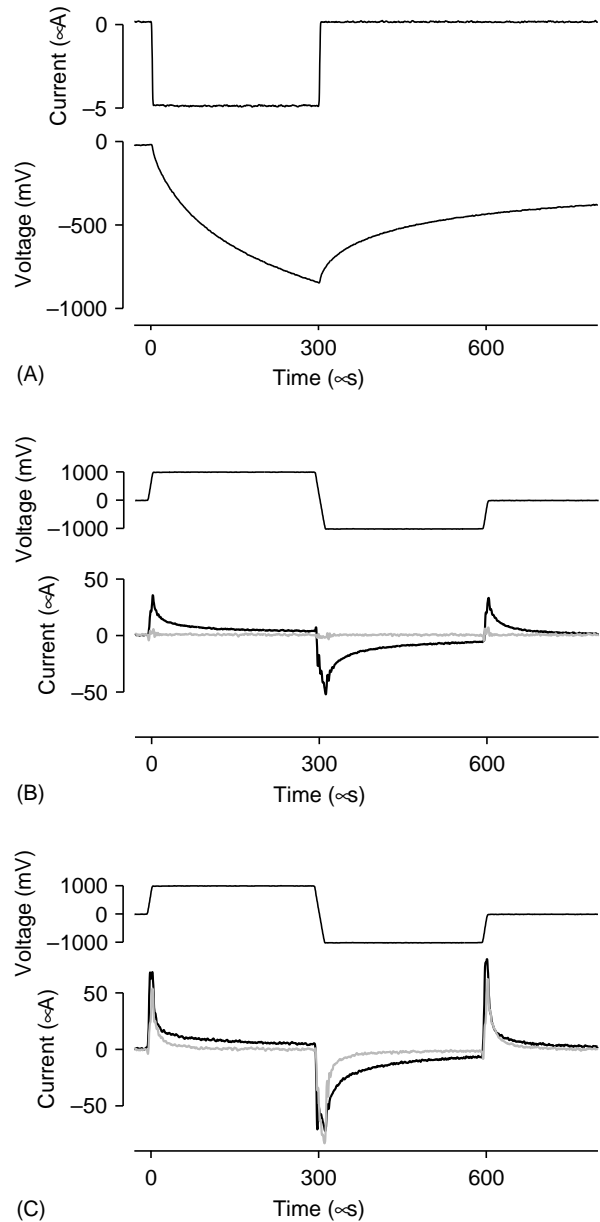 0
−5
Current (∝A)
0
−500
−1000
Voltage (mV)
0 300 600
Time (∝s)
(A)
1000
0
−1000
Voltage (mV)
50
0
−50
Current (∝A)
0 300 600
Time (∝s)
(B)
1000
0
−1000
Voltage (mV)
50
0
−50
Current (∝A)
0 300 600
Time (∝s)
(C)